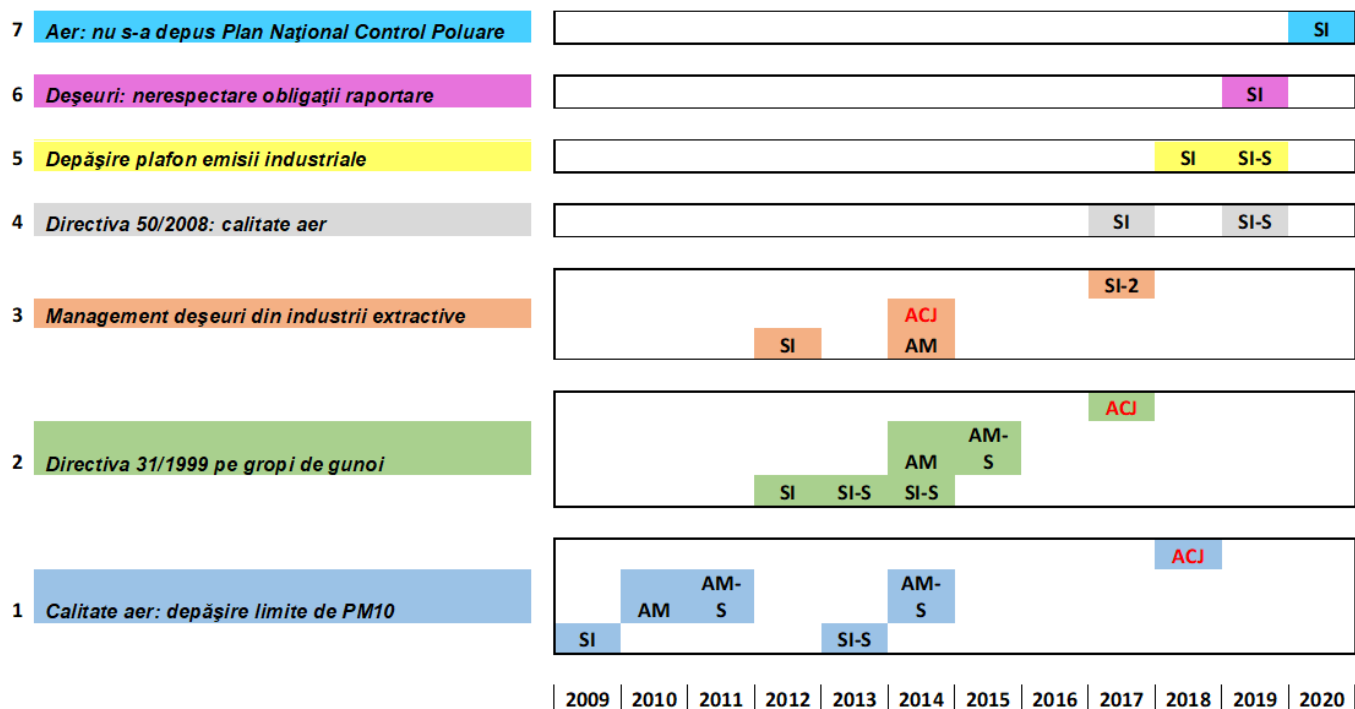 7 Aer: nu s-a depus Plan Naţional Control Poluare SI
6 Deşeuri: nerespectare obligaţii raportare SI
5 Depăşire plafon emisii industriale SI SI-S
4 Directiva 50/2008: calitate aer SI SI-S
SI-2
3 Management deşeuri din industrii extractive ACJ
SI AM
ACJ
AM-
2 Directiva 31/1999 pe gropi de gunoi AM S
SI SI-S SI-S
ACJ
AM- AM-
1 Calitate aer: depăşire limite de PM10 AM S S
SI SI-S
2009 2010 2011 2012 2013 2014 2015 2016 2017 2018 2019 2020